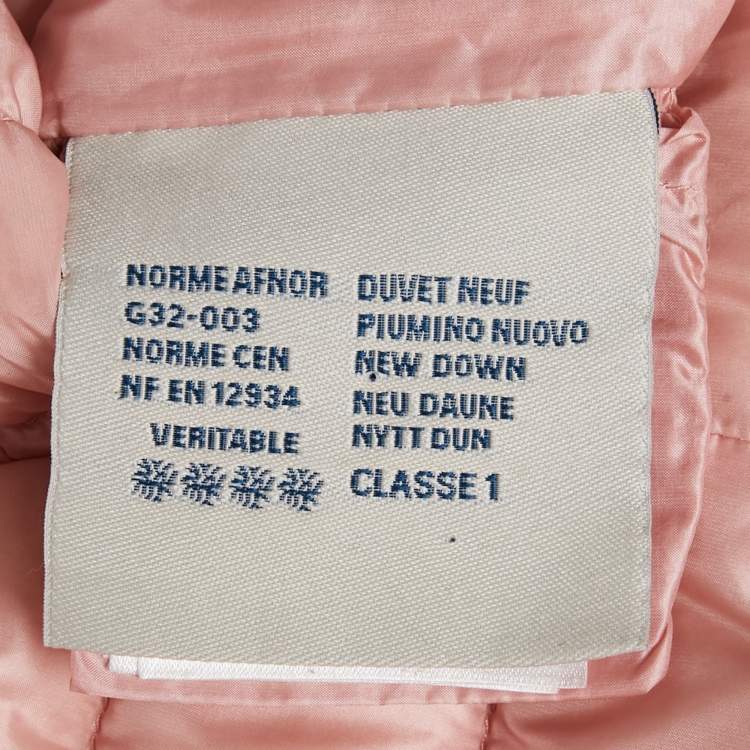 NORME AFNOR
G32-003
NORME CEN
NF EN 12934
VERITABLE
DUVET NEUF
PIUMINO NUOVO
NEW DOWN
NEU DAUNE
NYTT DUN
CLASSE 1